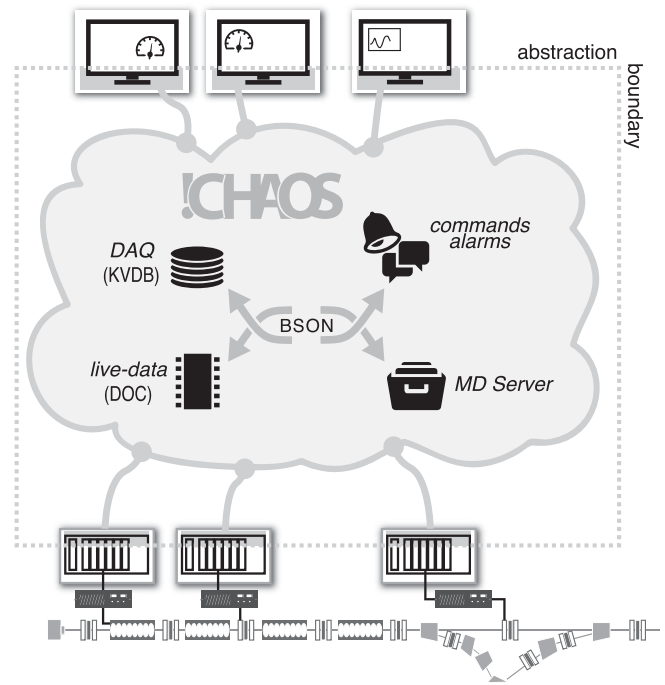 abstraction
boundary
!CHAOS
DAQ
(KVDB)
commands
alarms
BSON
live-data
(DOC)
MD Server